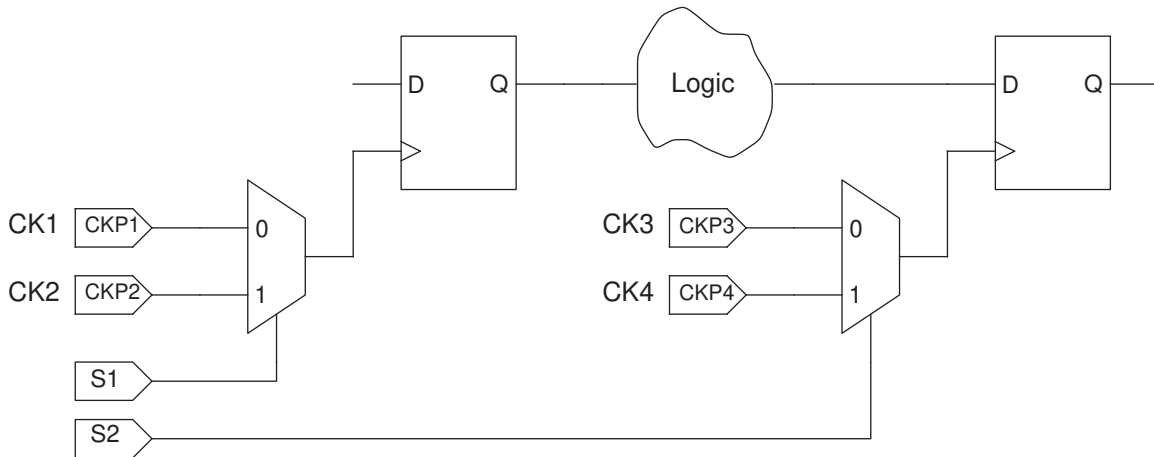 D Q Logic D Q
CK1 CKP1 0 CK3 CKP3 0
CK2 CKP2 1 CK4 CKP4 1
S1
S2